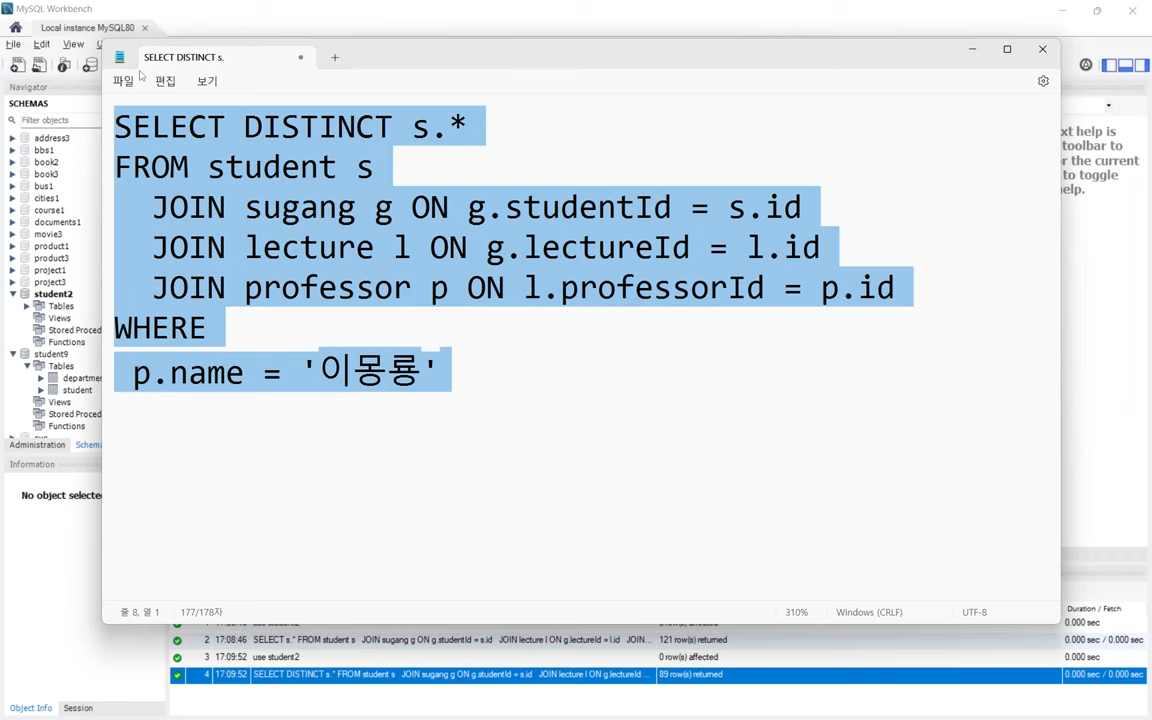 MySQL Workbench
Local instance MySQL80
File Edit View
SELECT DISTINCT s.
파일 편집 보기
Navigator
SCHEMAS
Filter objects
address3
bbs1
book2
book3
bus1
cities1
course1
documents1
movie3
product1
product3
project1
project3
student2
Tables
Views
Stored Proced
Functions
student9
Tables
departme
student
Views
Stored Proced
Functions
Administration Schema
Information
No object selected
Object Info Session
SELECT DISTINCT s.*
FROM student s
JOIN sugang g ON g.studentId = s.id
JOIN lecture l ON g.lectureId = l.id
JOIN professor p ON l.professorId = p.id
WHERE
p.name = '이몽룡'
줄 8, 열 1 177/178자 310% Windows (CRLF) UTF-8
xt help is
toolbar to
or the current
to toggle
help.
Duration / Fetch
2 17:08:46 SELECT s.* FROM student s JOIN sugang g ON g.studentId = s.id JOIN lecture l ON g.lectureId = l.id JOIN... 121 row(s) returned 0.000 sec / 0.000 sec
3 17:09:52 use student2 0 row(s) affected 0.000 sec
4 17:09:52 SELECT DISTINCT s.* FROM student s JOIN sugang g ON g.studentId = s.id JOIN lecture l ON g.lectureId ... 89 row(s) returned 0.000 sec / 0.000 sec